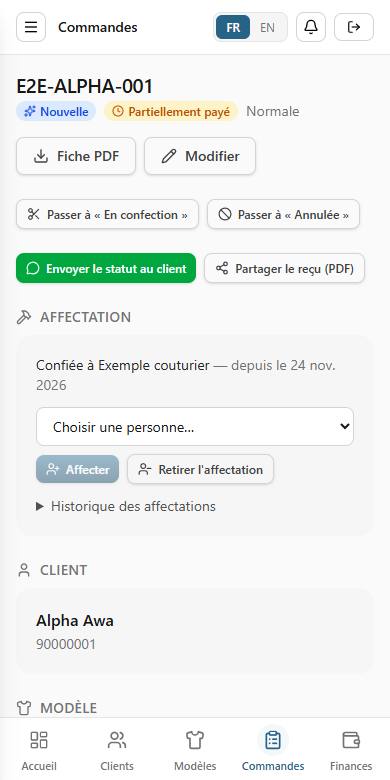 Commandes
FR
EN
E2E-ALPHA-001
Nouvelle
Partiellement payé
Normale
Fiche PDF
Modifier
Passer à « En confection »
Passer à « Annulée »
Envoyer le statut au client
Partager le reçu (PDF)
AFFECTATION
Confiée à Exemple couturier — depuis le 24 nov.
2026
Choisir une personne...
Affecter
Retirer l'affectation
Historique des affectations
CLIENT
Alpha Awa
90000001
MODÈLE
Accueil
Clients
Modèles
Commandes
Finances